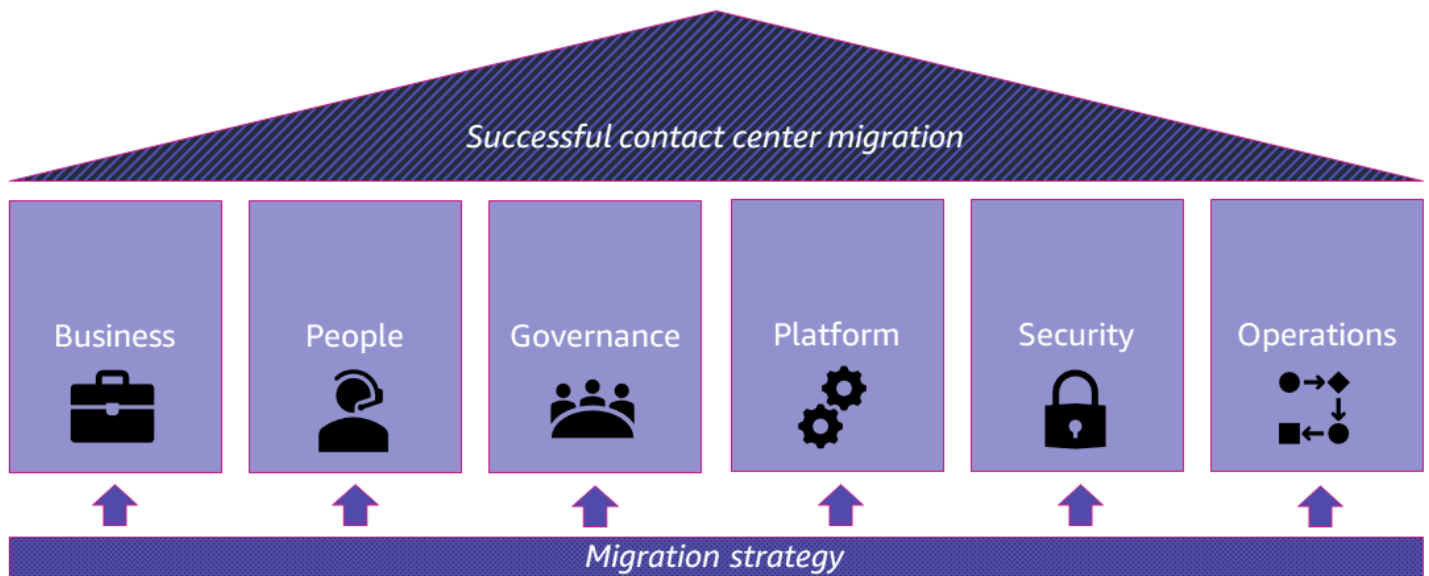 Successful contact center migration
Business
People
Governance
Platform
Security
Operations
Migration strategy